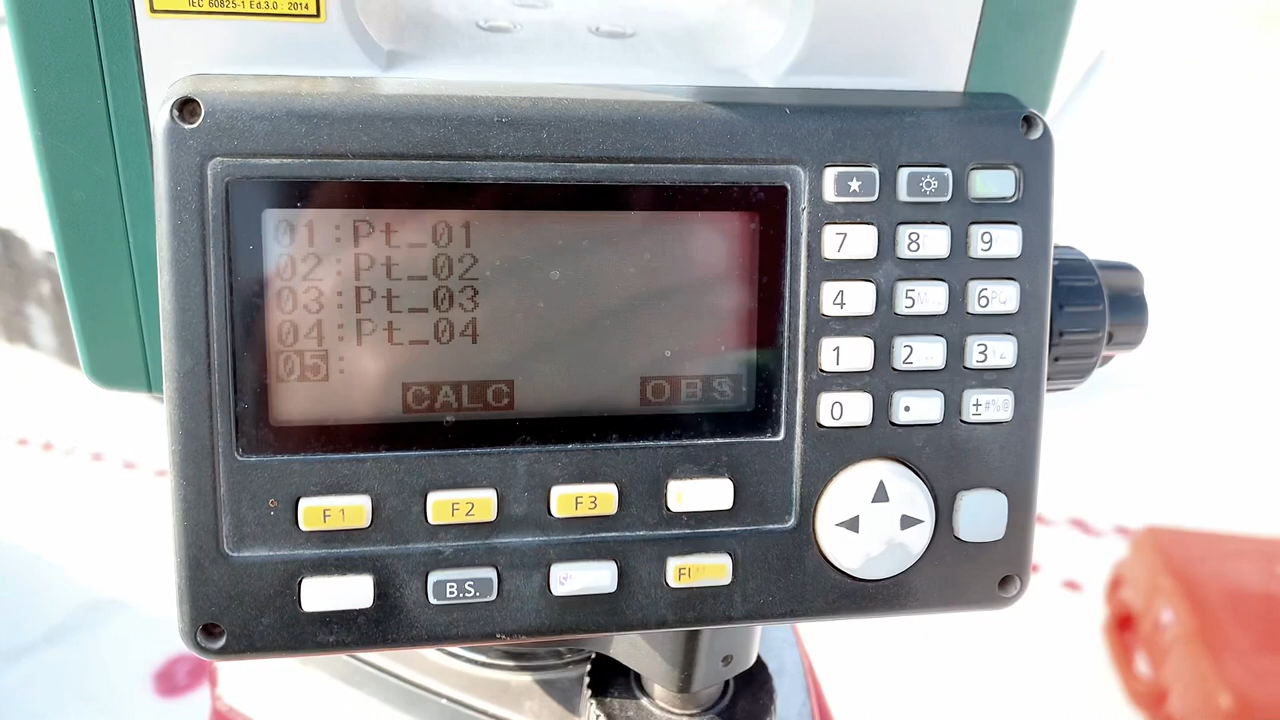 IEC 60825-1 Ed.3.0 : 2014
01:Pt_01
02:Pt_02
03:Pt_03
04:Pt_04
05:
CALC OBS
7 8 9
4 5 6PQ
1 2 3
0 . ±#%@
F1 F2 F3
B.S.